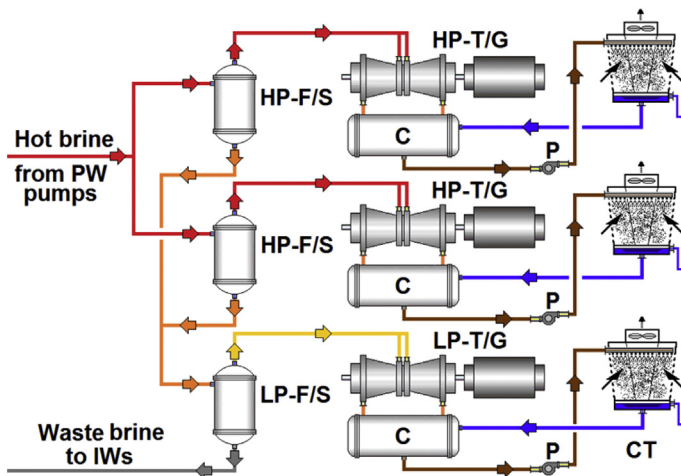 HP-T/G
HP-F/S
C
P
Hot brine
from PW
pumps
HP-T/G
HP-F/S
C
P
LP-T/G
LP-F/S
C
P
CT
Waste brine
to IWs